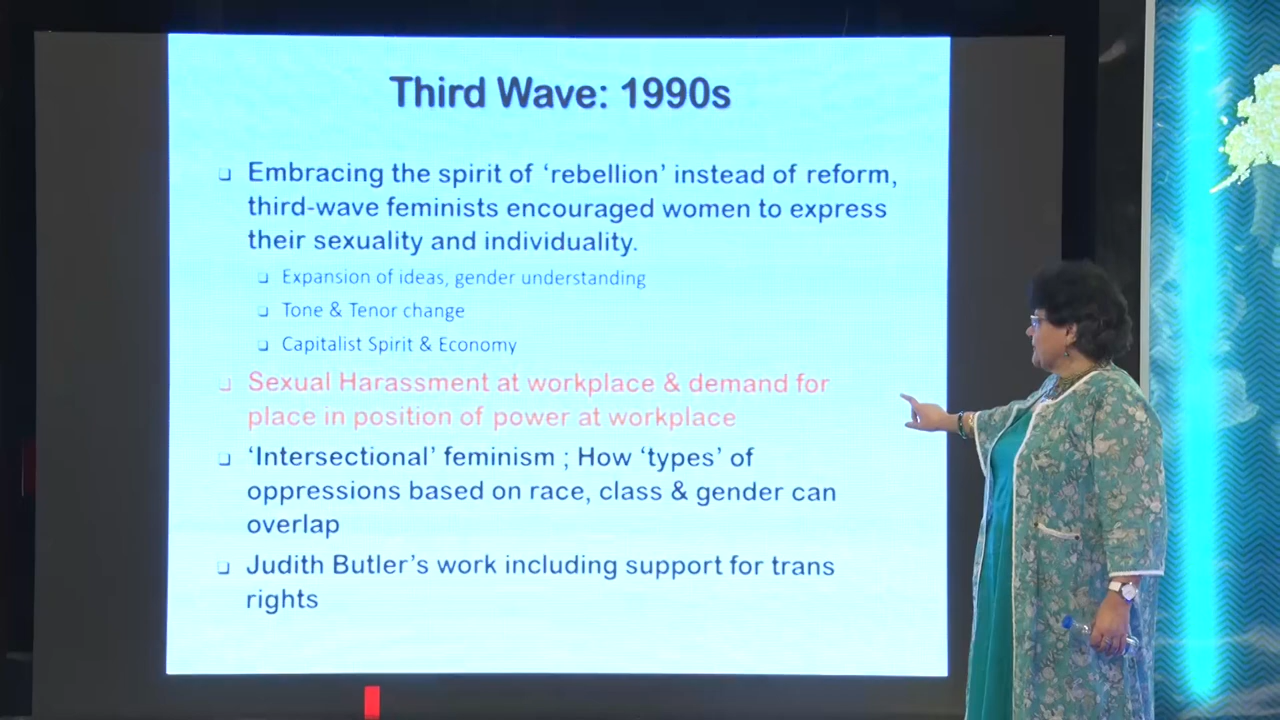 Third Wave: 1990s
❑ Embracing the spirit of ‘rebellion’ instead of reform,
third-wave feminists encouraged women to express
their sexuality and individuality.
❑ Expansion of ideas, gender understanding
❑ Tone & Tenor change
❑ Capitalist Spirit & Economy
❑ Sexual Harassment at workplace & demand for
place in position of power at workplace
❑ ‘Intersectional’ feminism ; How ‘types’ of
oppressions based on race, class & gender can
overlap
❑ Judith Butler’s work including support for trans
rights